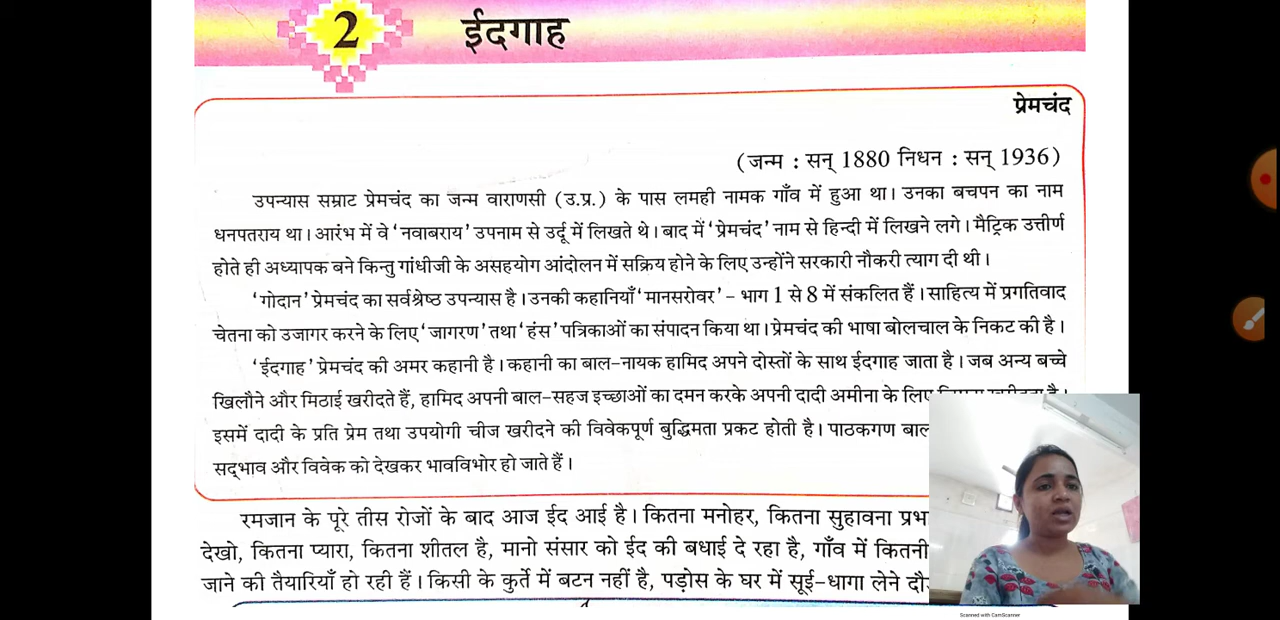 2
ईदगाह
प्रेमचंद
(जन्म : सन् 1880 निधन : सन् 1936)
उपन्यास सम्राट प्रेमचंद का जन्म वाराणसी (उ.प्र.) के पास लमही नामक गाँव में हुआ था। उनका बचपन का नाम
धनपतराय था। आरंभ में वे ‘नवाबराय’ उपनाम से उर्दू में लिखते थे। बाद में ‘प्रेमचंद’ नाम से हिन्दी में लिखने लगे। मैट्रिक उत्तीर्ण
होते ही अध्यापक बने किन्तु गांधीजी के असहयोग आंदोलन में सक्रिय होने के लिए उन्होंने सरकारी नौकरी त्याग दी थी।
‘गोदान’ प्रेमचंद का सर्वश्रेष्ठ उपन्यास है। उनकी कहानियाँ ‘मानसरोवर’ – भाग 1 से 8 में संकलित हैं। साहित्य में प्रगतिवाद
चेतना को उजागर करने के लिए ‘जागरण’ तथा ‘हंस’ पत्रिकाओं का संपादन किया था। प्रेमचंद की भाषा बोलचाल के निकट की है।
‘ईदगाह’ प्रेमचंद की अमर कहानी है। कहानी का बाल-नायक हामिद अपने दोस्तों के साथ ईदगाह जाता है। जब अन्य बच्चे
खिलौने और मिठाई खरीदते हैं, हामिद अपनी बाल-सहज इच्छाओं का दमन करके अपनी दादी अमीना के लिए
इसमें दादी के प्रति प्रेम तथा उपयोगी चीज खरीदने की विवेकपूर्ण बुद्धिमता प्रकट होती है। पाठकगण
सद्भाव और विवेक को देखकर भावविभोर हो जाते हैं।
रमजान के पूरे तीस रोजों के बाद आज ईद आई है। कितना मनोहर, कितना सुहावना
देखो, कितना प्यारा, कितना शीतल है, मानो संसार को ईद की बधाई दे रहा है, गाँव में कितनी
जाने की तैयारियाँ हो रही हैं। किसी के कुर्ते में बटन नहीं है, पड़ोस के घर में सूई-धागा लेने
Scanned with CamScanner